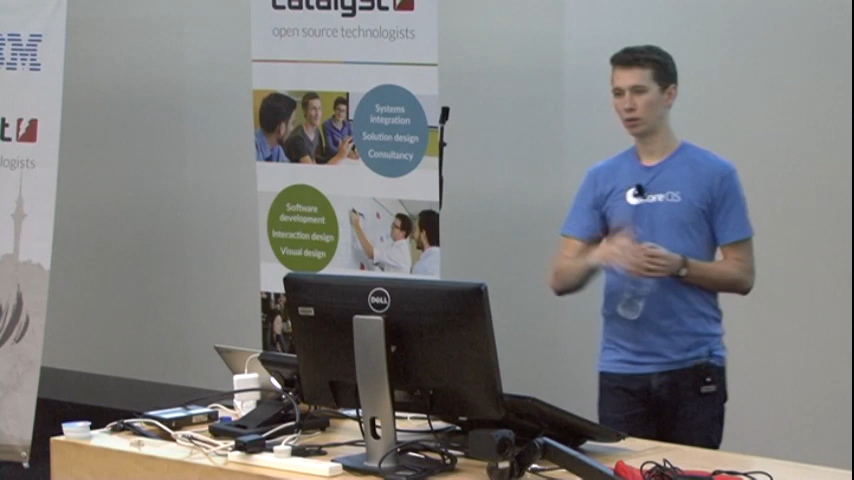 IBM
t
ologists
catalyst
open source technologists
Systems
integration
Solution design
Consultancy
Software
development
Interaction design
Visual design
CoreOS
DELL